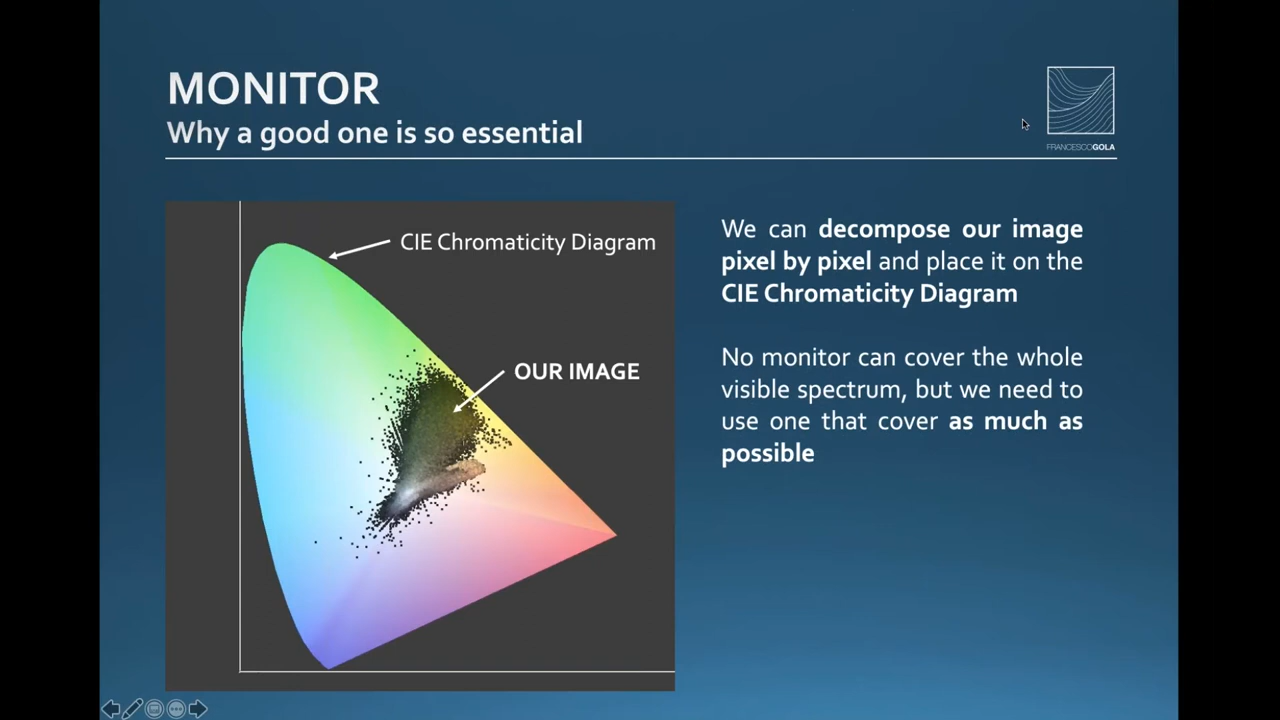 MONITOR
Why a good one is so essential
FRANCESCOGOLA
CIE Chromaticity Diagram
OUR IMAGE
We can decompose our image
pixel by pixel and place it on the
CIE Chromaticity Diagram
No monitor can cover the whole
visible spectrum, but we need to
use one that cover as much as
possible